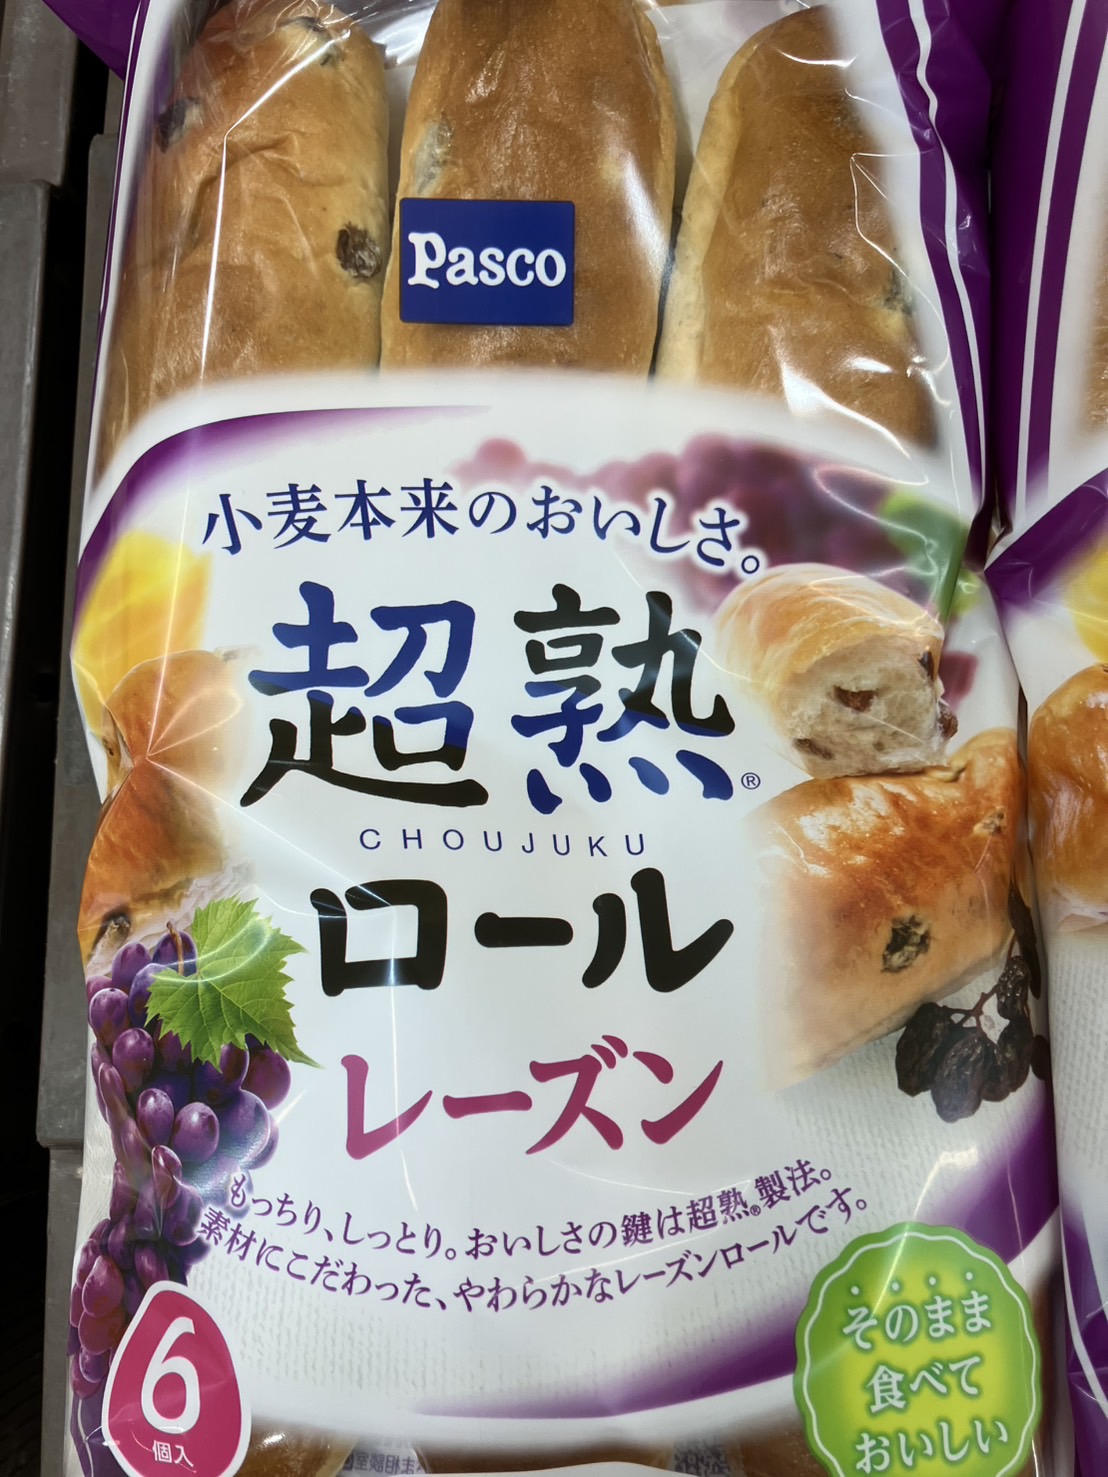 Pasco
小麦本来のおいしさ。
超熟®
CHOUJUKU
ロール
レーズン
もっちり、しっとり。おいしさの鍵は超熟®製法。
素材にこだわった、やわらかなレーズンロールです。
6
個入
そのまま
食べて
おいしい